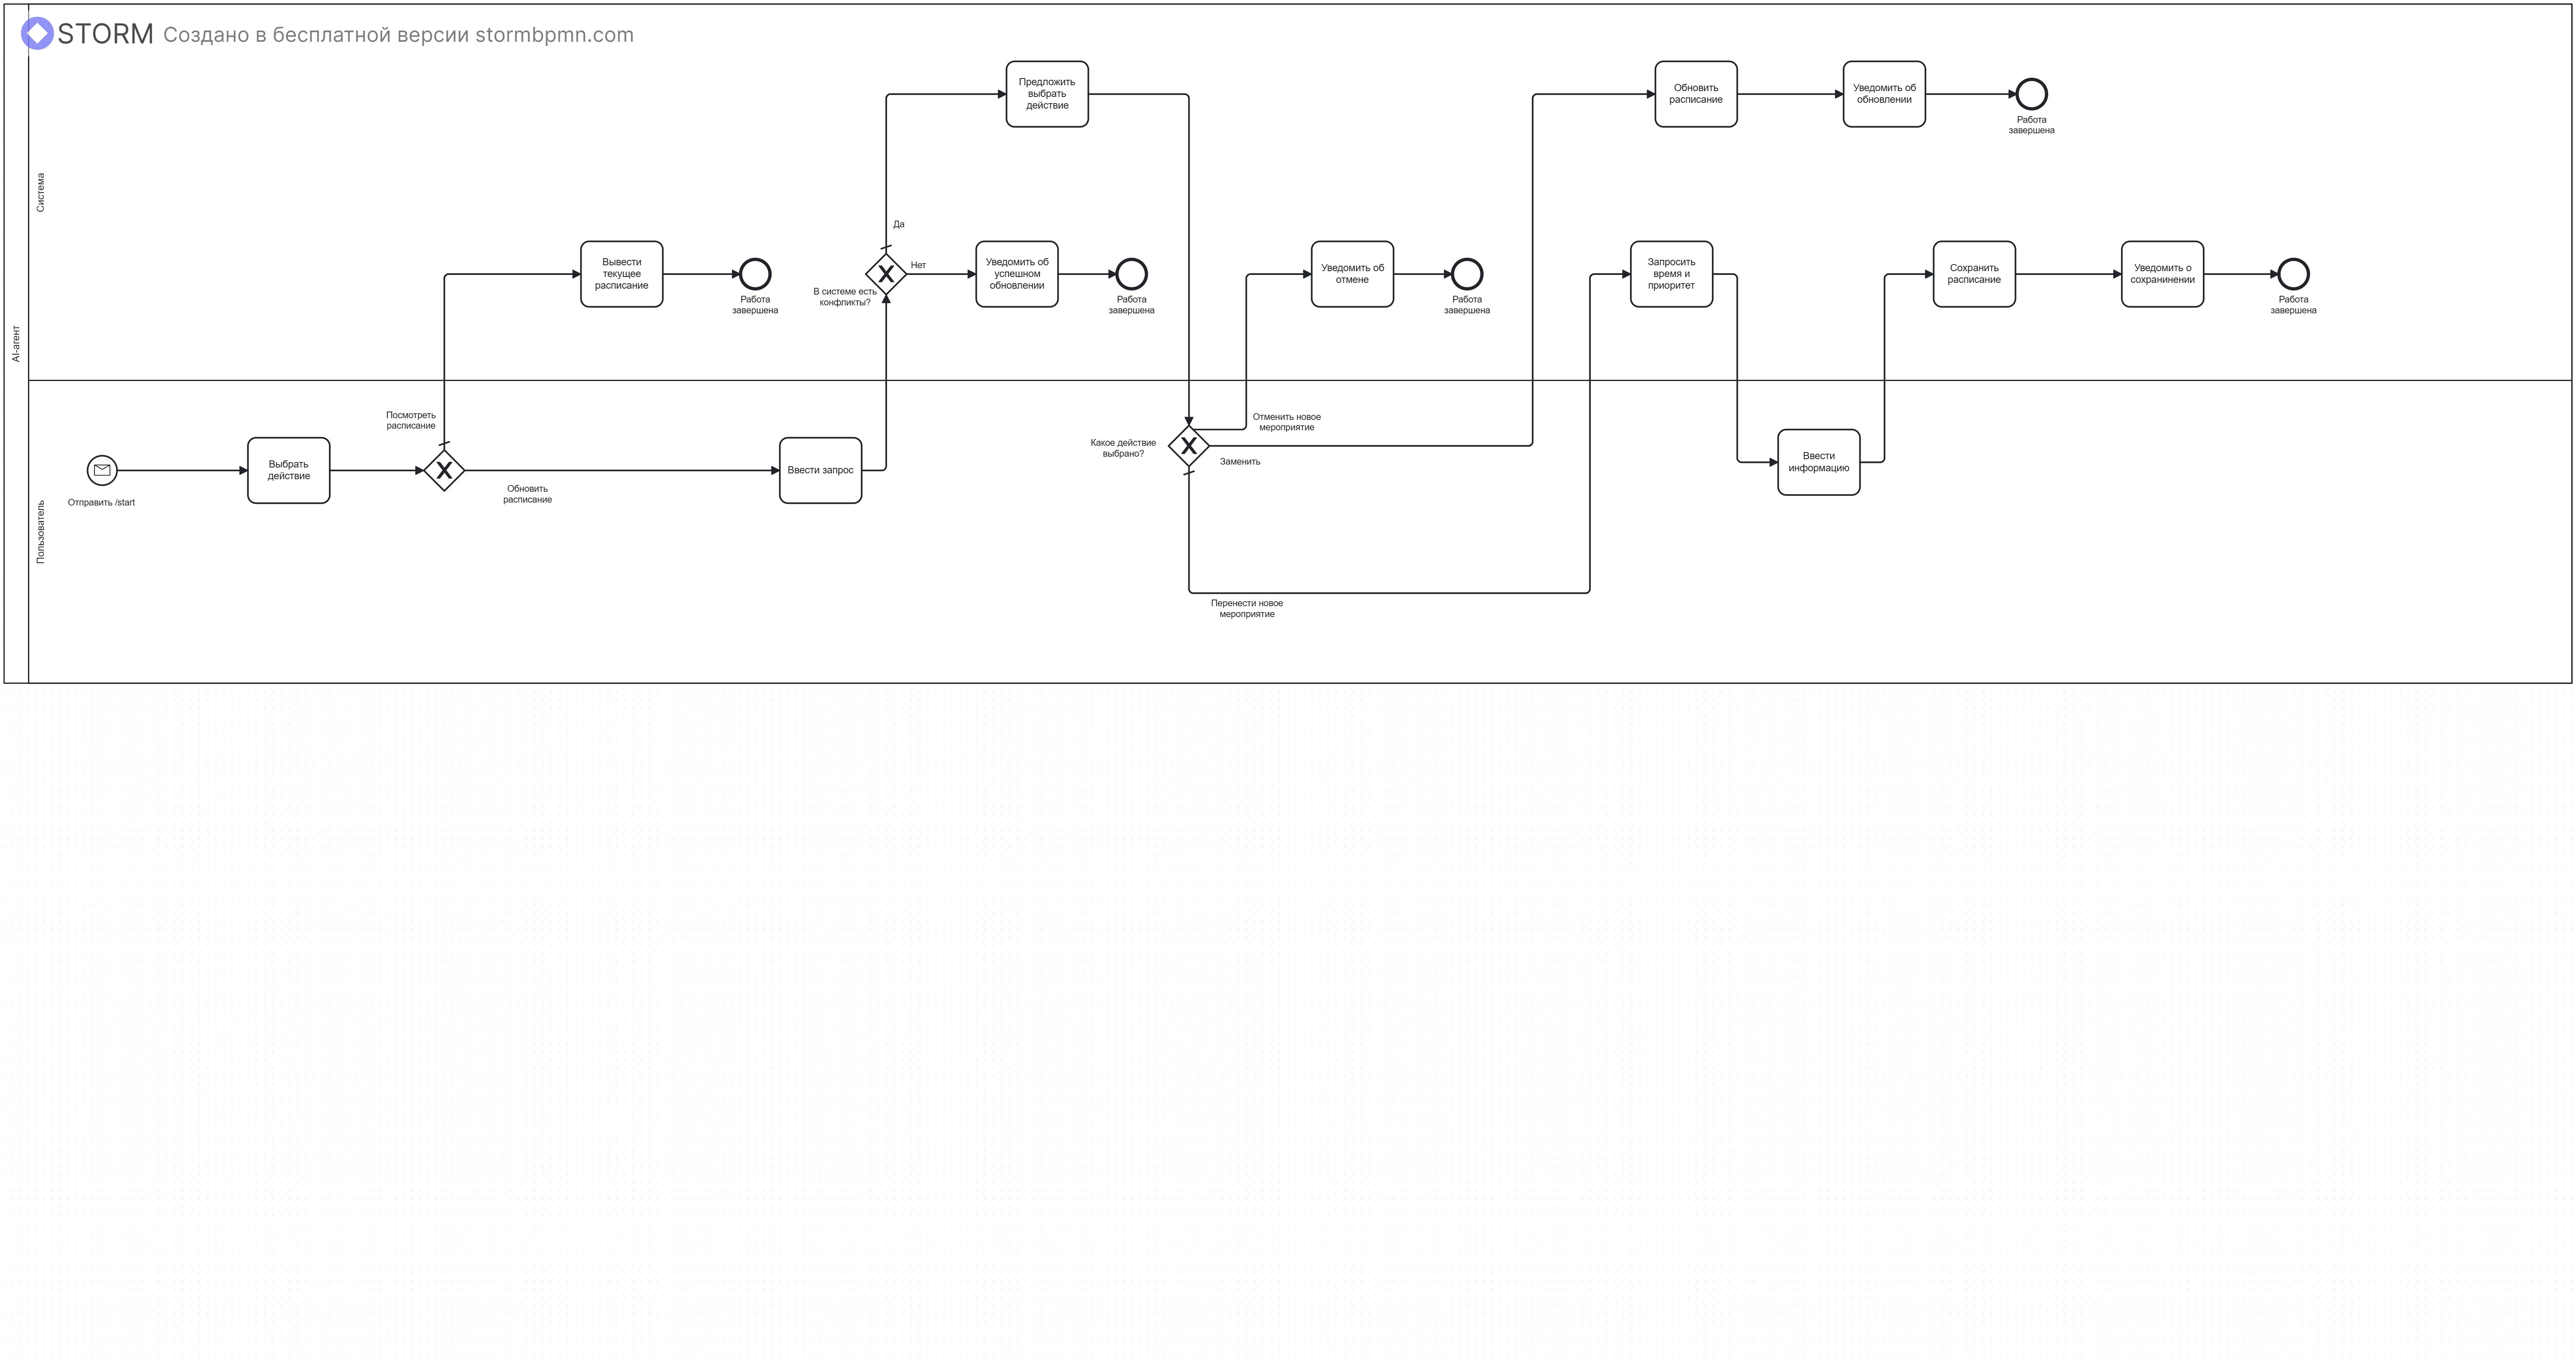 STORM Создано в бесплатной версии stormbpmn.com
AI-агент
Система
Предложить
выбрать
действие
Обновить
расписание
Уведомить об
обновлении
Работа
завершена
Да
Вывести
текущее
расписание
Работа
завершена
В системе есть
конфликты?
Нет
Уведомить об
успешном
обновлении
Работа
завершена
Уведомить об
отмене
Работа
завершена
Запросить
время и
приоритет
Сохранить
расписание
Уведомить о
сохранинении
Работа
завершена
Пользователь
Отправить /start
Выбрать
действие
Посмотреть
расписание
Обновить
расписание
Ввести запрос
Какое действие
выбрано?
Отменить новое
мероприятие
Заменить
Перенести новое
мероприятие
Ввести
информацию